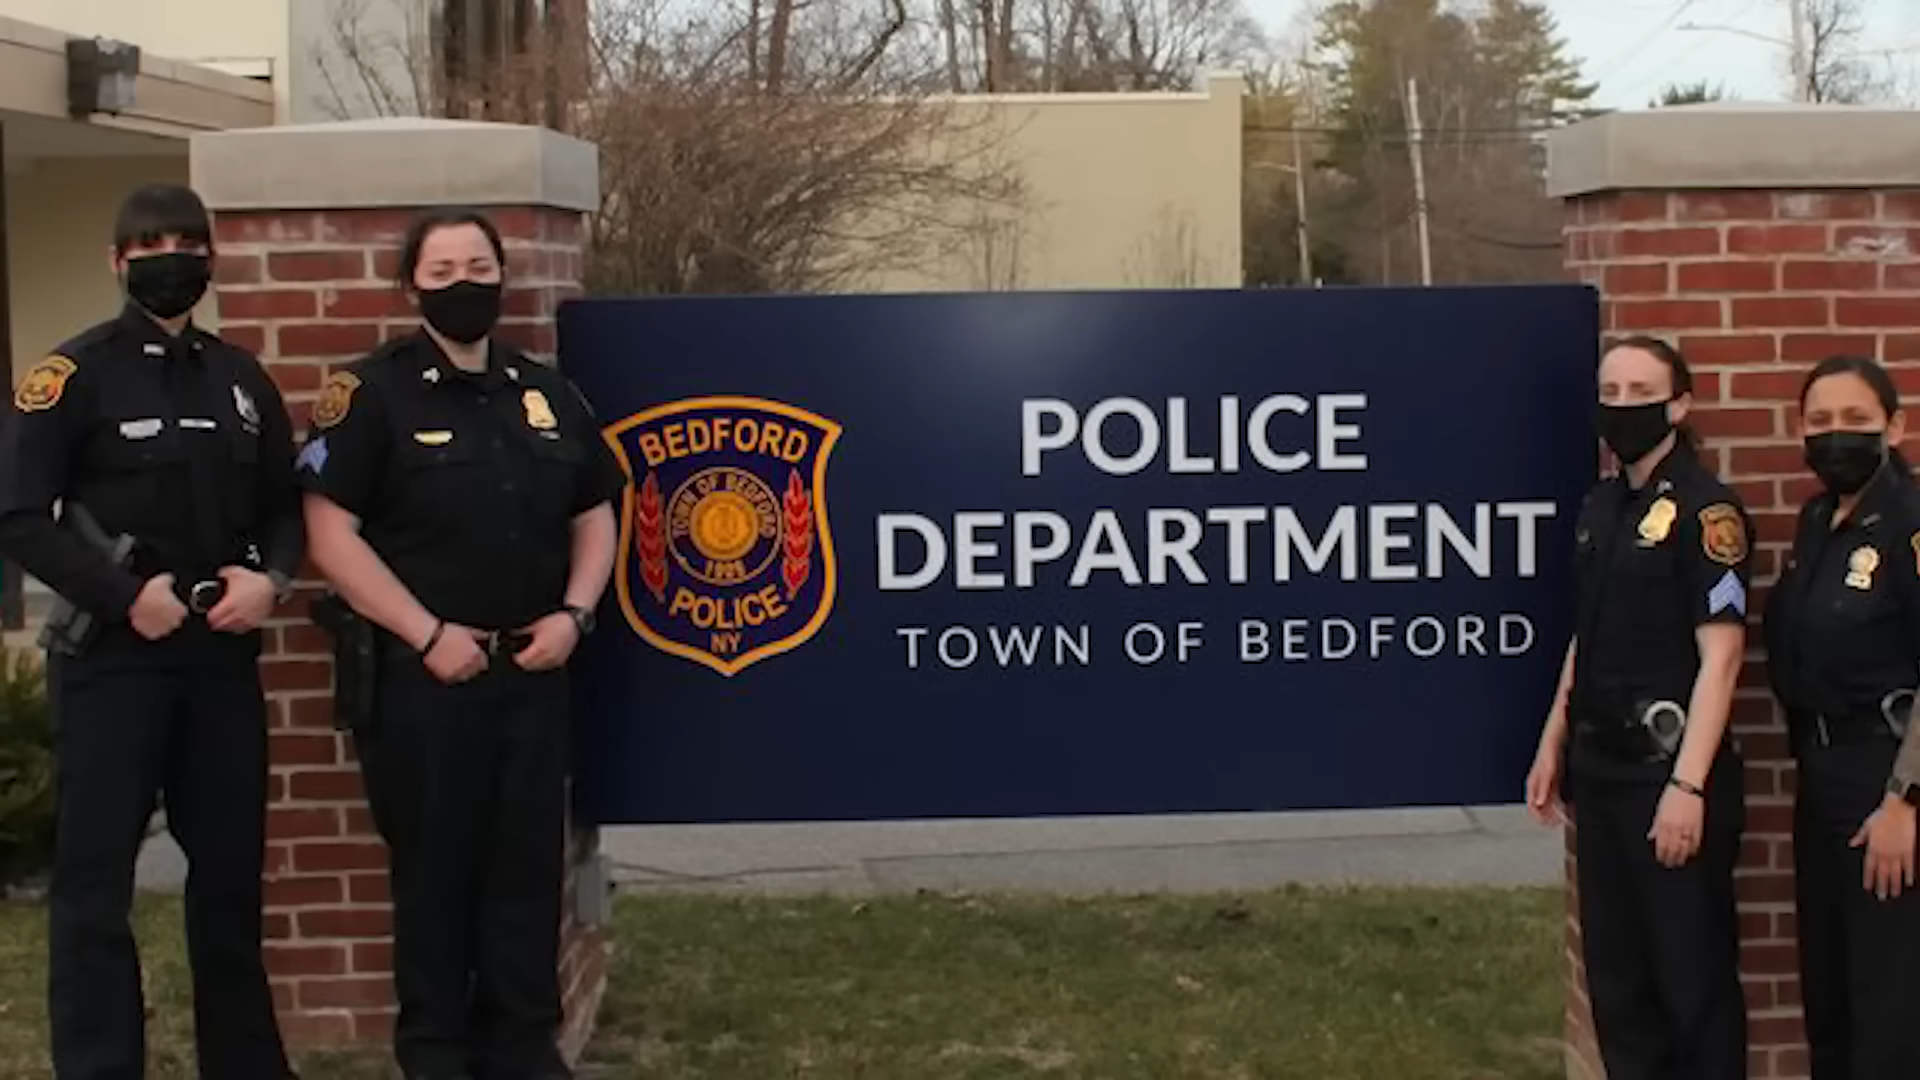 BEDFORD
TOWN OF BEDFORD
POLICE
NY
POLICE
DEPARTMENT
TOWN OF BEDFORD